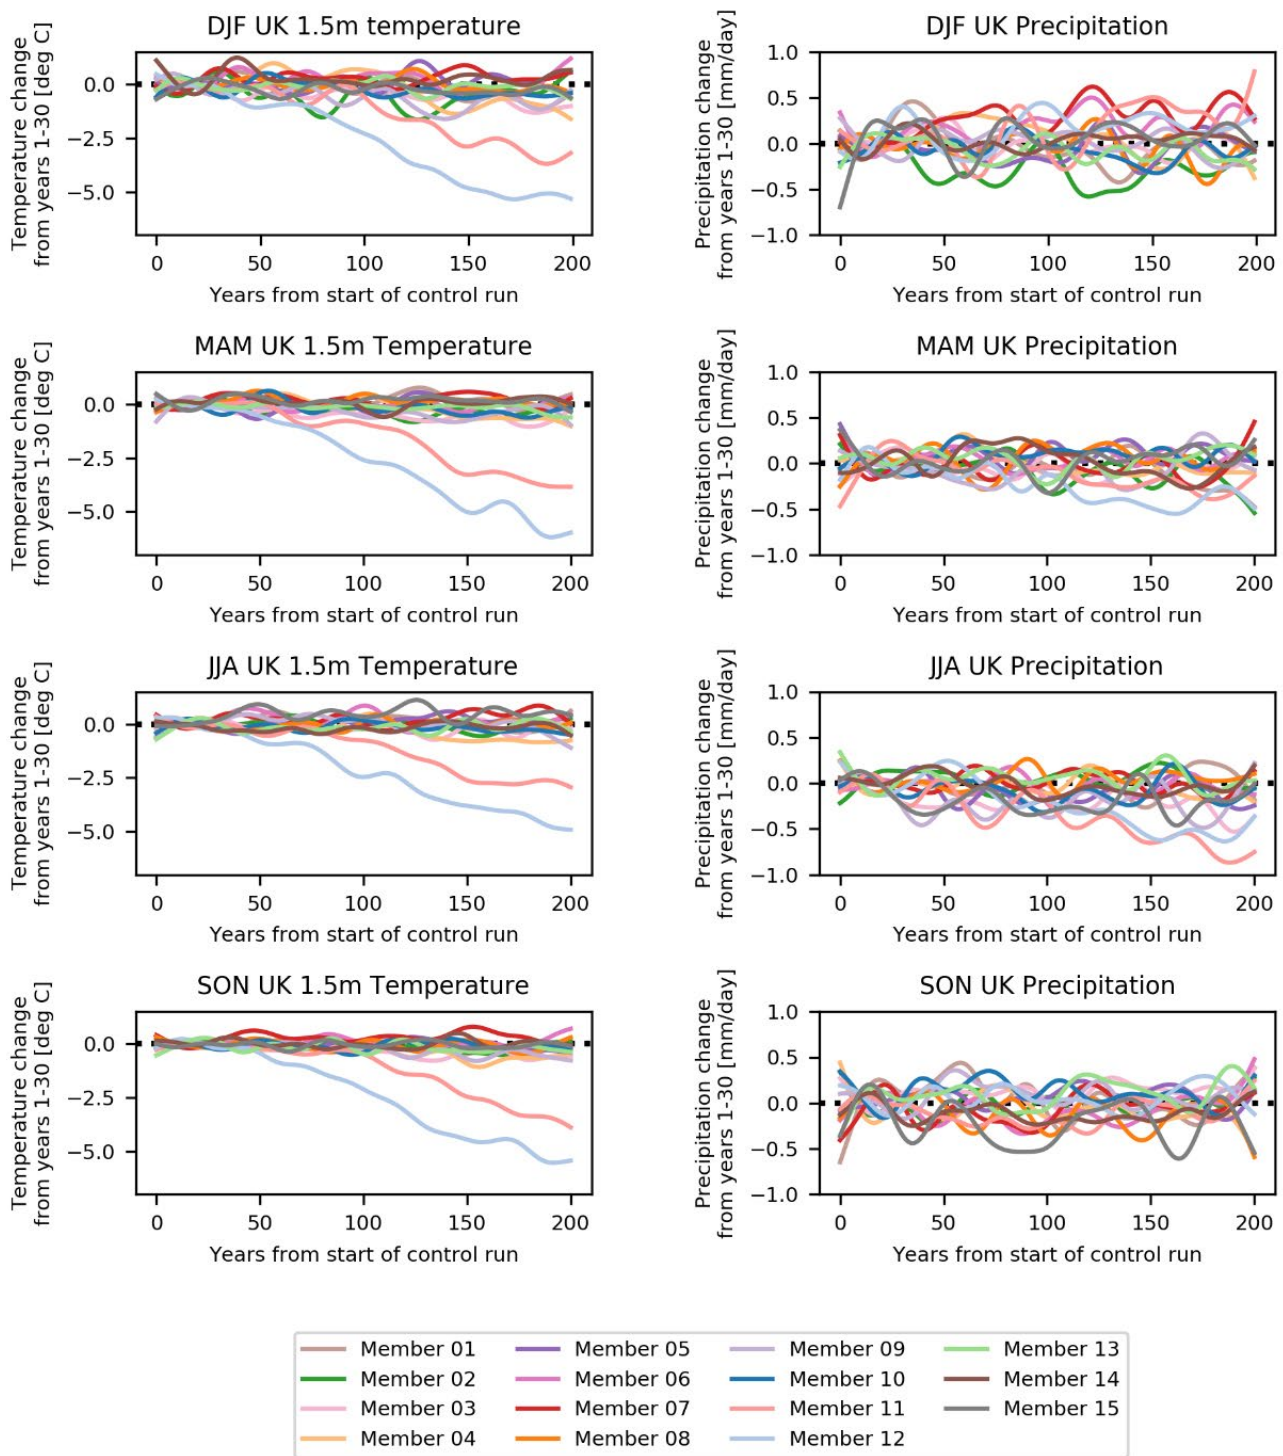 DJF UK 1.5m temperature
Temperature change
from years 1-30 [deg C]
0.0
−2.5
−5.0
0 50 100 150 200
Years from start of control run
DJF UK Precipitation
Precipitation change
from years 1-30 [mm/day]
1.0
0.5
0.0
−0.5
−1.0
0 50 100 150 200
Years from start of control run
MAM UK 1.5m Temperature
Temperature change
from years 1-30 [deg C]
0.0
−2.5
−5.0
0 50 100 150 200
Years from start of control run
MAM UK Precipitation
Precipitation change
from years 1-30 [mm/day]
1.0
0.5
0.0
−0.5
−1.0
0 50 100 150 200
Years from start of control run
JJA UK 1.5m Temperature
Temperature change
from years 1-30 [deg C]
0.0
−2.5
−5.0
0 50 100 150 200
Years from start of control run
JJA UK Precipitation
Precipitation change
from years 1-30 [mm/day]
1.0
0.5
0.0
−0.5
−1.0
0 50 100 150 200
Years from start of control run
SON UK 1.5m Temperature
Temperature change
from years 1-30 [deg C]
0.0
−2.5
−5.0
0 50 100 150 200
Years from start of control run
SON UK Precipitation
Precipitation change
from years 1-30 [mm/day]
1.0
0.5
0.0
−0.5
−1.0
0 50 100 150 200
Years from start of control run
Member 01 Member 05 Member 09 Member 13
Member 02 Member 06 Member 10 Member 14
Member 03 Member 07 Member 11 Member 15
Member 04 Member 08 Member 12